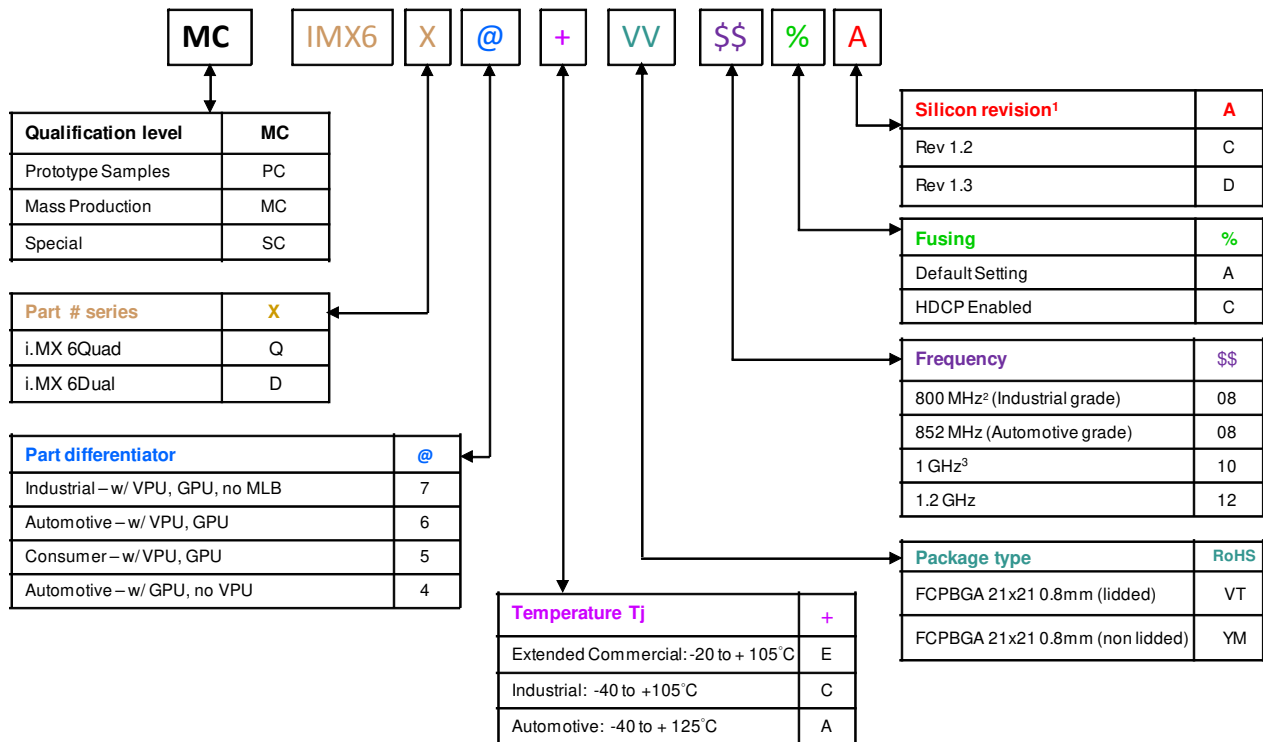 MC IMX6 X @ + VV $$ % A
Qualification level MC
Prototype Samples PC
Mass Production MC
Special SC
Part # series X
i.MX 6Quad Q
i.MX 6Dual D
Part differentiator @
Industrial – w/ VPU, GPU, no MLB 7
Automotive – w/ VPU, GPU 6
Consumer – w/ VPU, GPU 5
Automotive – w/ GPU, no VPU 4
Temperature Tj +
Extended Commercial: -20 to + 105°C E
Industrial: -40 to +105°C C
Automotive: -40 to + 125°C A
Silicon revision¹ A
Rev 1.2 C
Rev 1.3 D
Fusing %
Default Setting A
HDCP Enabled C
Frequency $$
800 MHz² (Industrial grade) 08
852 MHz (Automotive grade) 08
1 GHz³ 10
1.2 GHz 12
Package type RoHS
FCPBGA 21x21 0.8mm (lidded) VT
FCPBGA 21x21 0.8mm (non lidded) YM